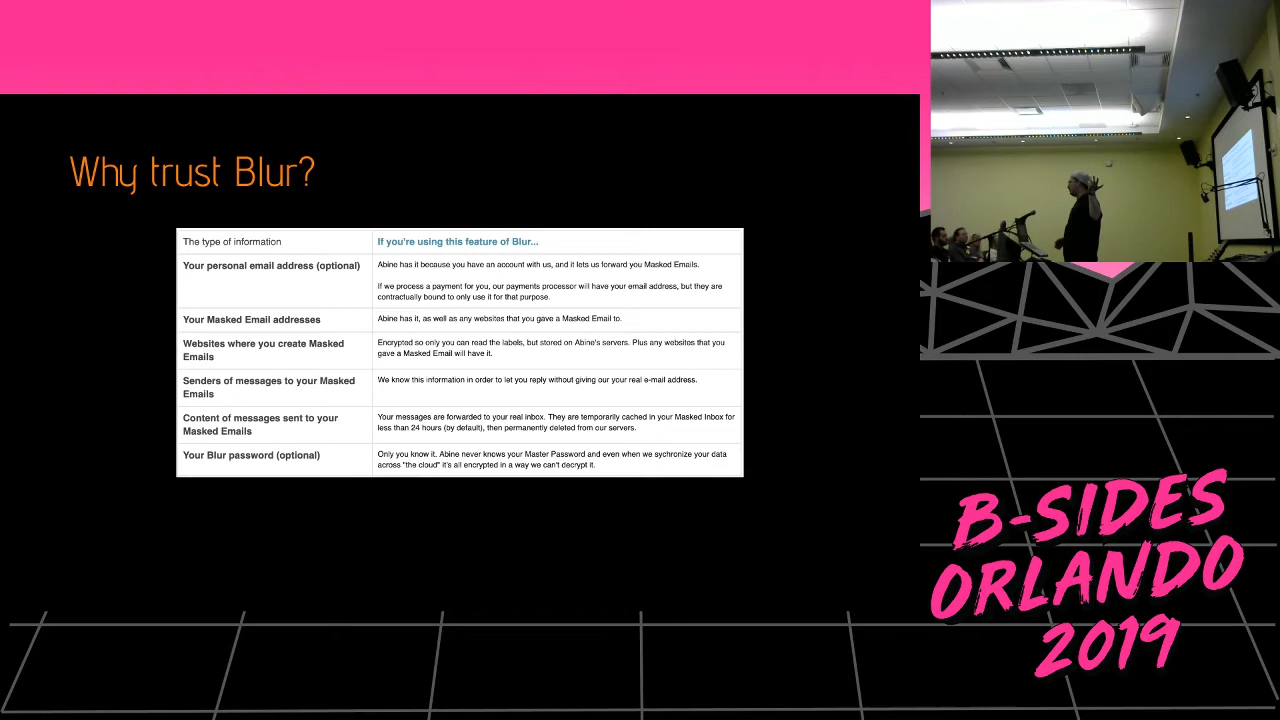 Why trust Blur?
The type of information
If you're using this feature of Blur...
Your personal email address (optional)
Abine has it because you have an account with us, and it lets us forward you Masked Emails.
If we process a payment for you, our payments processor will have your email address, but they are
contractually bound to only use it for that purpose.
Your Masked Email addresses
Abine has it, as well as any websites that you gave a Masked Email to.
Websites where you create Masked
Emails
Encrypted so only you can read the labels, but stored on Abine's servers. Plus any websites that you
gave a Masked Email will have it.
Senders of messages to your Masked
Emails
We know this information in order to let you reply without giving our your real e-mail address.
Content of messages sent to your
Masked Emails
Your messages are forwarded to your real inbox. They are temporarily cached in your Masked Inbox for
less than 24 hours (by default), then permanently deleted from our servers.
Your Blur password (optional)
Only you know it. Abine never knows your Master Password and even when we sychronize your data
across "the cloud" it's all encrypted in a way we can't decrypt it.
B-SIDES
ORLANDO
2019